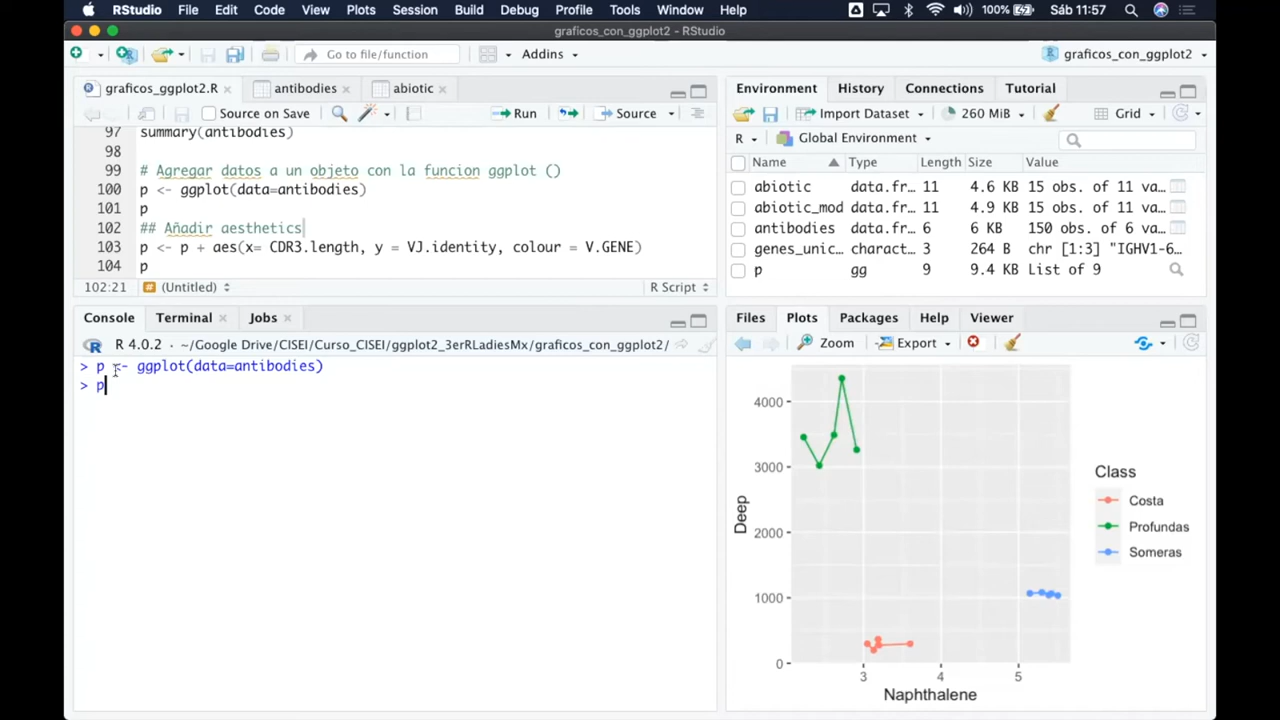 RStudio File Edit Code View Plots Session Build Debug Profile Tools Window Help 100% Sáb 11:57
graficos_con_ggplot2 - RStudio
Go to file/function Addins graficos_con_ggplot2
graficos_ggplot2.R antibodies abiotic
Source on Save Run Source
97 summary(antibodies)
98
99 # Agregar datos a un objeto con la funcion ggplot ()
100 p <- ggplot(data=antibodies)
101 p
102 ## Añadir aesthetics
103 p <- p + aes(x= CDR3.length, y = VJ.identity, colour = V.GENE)
104 p
102:21 # (Untitled) R Script
Console Terminal Jobs
R 4.0.2 · ~/Google Drive/CISEI/Curso_CISEI/ggplot2_3erRLadiesMx/graficos_con_ggplot2/
> p <- ggplot(data=antibodies)
> p
Environment History Connections Tutorial
Import Dataset 260 MiB Grid
R Global Environment
Name Type Length Size Value
abiotic data.fr… 11 4.6 KB 15 obs. of 11 va…
abiotic_mod data.fr… 11 4.9 KB 15 obs. of 11 va…
antibodies data.fr… 6 6 KB 150 obs. of 6 va…
genes_unic… charact… 3 264 B chr [1:3] "IGHV1-6…
p gg 9 9.4 KB List of 9
Files Plots Packages Help Viewer
Zoom Export
4000
3000
2000
1000
0
Deep
3 4 5
Naphthalene
Class
Costa
Profundas
Someras